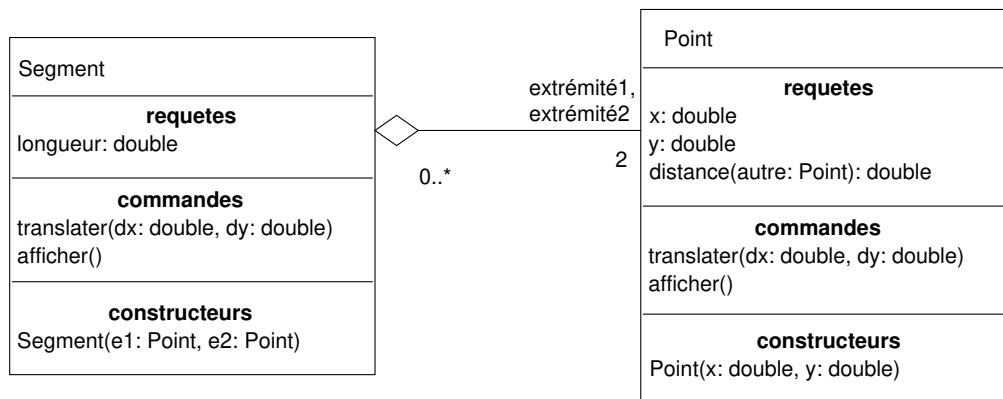 Segment
requetes
longueur: double
commandes
translater(dx: double, dy: double)
afficher()
constructeurs
Segment(e1: Point, e2: Point)
extrémité1,
extrémité2
0..*
2
Point
requetes
x: double
y: double
distance(autre: Point): double
commandes
translater(dx: double, dy: double)
afficher()
constructeurs
Point(x: double, y: double)